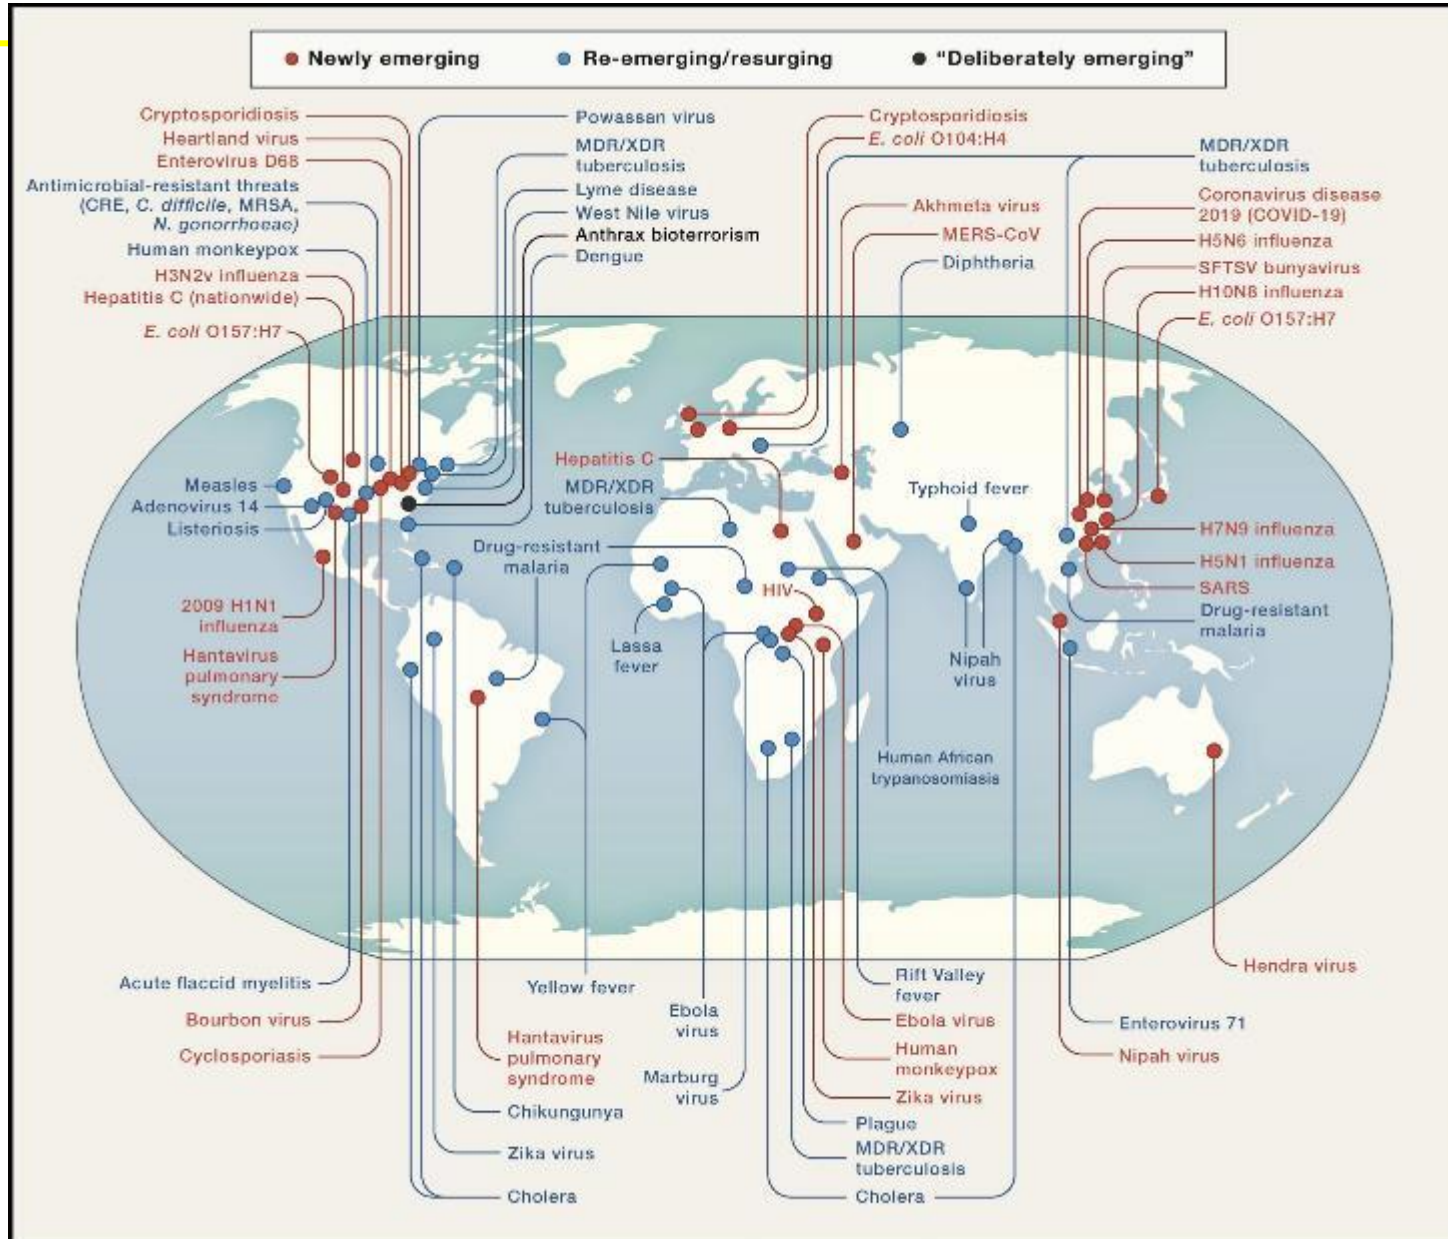 Newly emerging
Re-emerging/resurging
"Deliberately emerging"
Cryptosporidiosis
Heartland virus
Enterovirus D68
Antimicrobial-resistant threats
(CRE, C. difficile, MRSA,
N. gonorrhoeae)
Human monkeypox
H3N2v influenza
Hepatitis C (nationwide)
E. coli O157:H7
Powassan virus
MDR/XDR
tuberculosis
Lyme disease
West Nile virus
Anthrax bioterrorism
Dengue
Cryptosporidiosis
E. coli O104:H4
Akhmeta virus
MERS-CoV
Diphtheria
MDR/XDR
tuberculosis
Coronavirus disease
2019 (COVID-19)
H5N6 influenza
SFTSV bunyavirus
H10N8 influenza
E. coli O157:H7
Measles
Adenovirus 14
Listeriosis
2009 H1N1
influenza
Hantavirus
pulmonary
syndrome
Hepatitis C
MDR/XDR
tuberculosis
Drug-resistant
malaria
Lassa
fever
HIV
Typhoid fever
Nipah
virus
Human African
trypanosomiasis
H7N9 influenza
H5N1 influenza
SARS
Drug-resistant
malaria
Acute flaccid myelitis
Bourbon virus
Cyclosporiasis
Yellow fever
Hantavirus
pulmonary
syndrome
Chikungunya
Zika virus
Cholera
Ebola
virus
Marburg
virus
Rift Valley
fever
Ebola virus
Human
monkeypox
Zika virus
Plague
MDR/XDR
tuberculosis
Cholera
Hendra virus
Enterovirus 71
Nipah virus